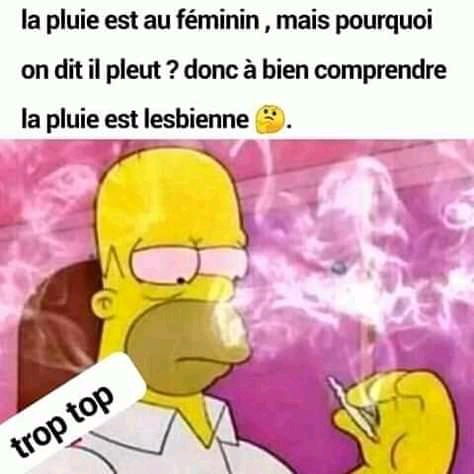 la pluie est au féminin , mais pourquoi
on dit il pleut ? donc à bien comprendre
la pluie est lesbienne 🤔.
trop top